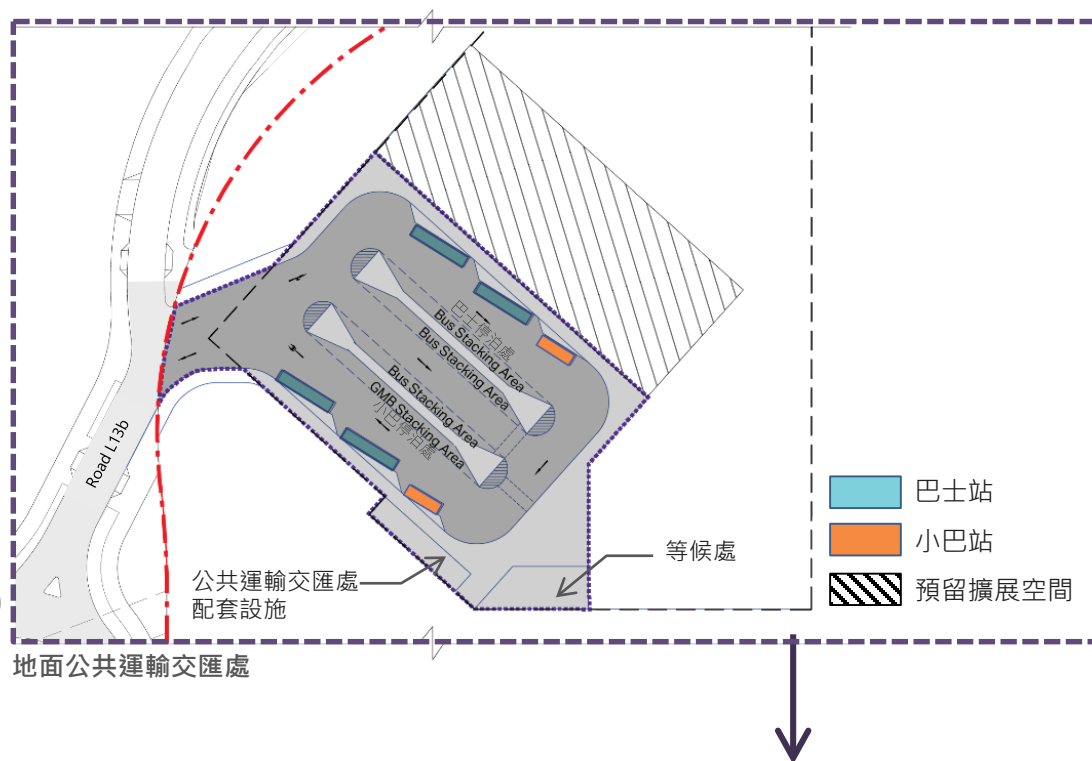 巴士停泊處
Bus Stacking Area
Bus Stacking Area
Bus Stacking Area
GMB Stacking Area
小巴停泊處
Road L13b
巴士站
小巴站
預留擴展空間
等候處
公共運輸交匯處
配套設施
地面公共運輸交匯處